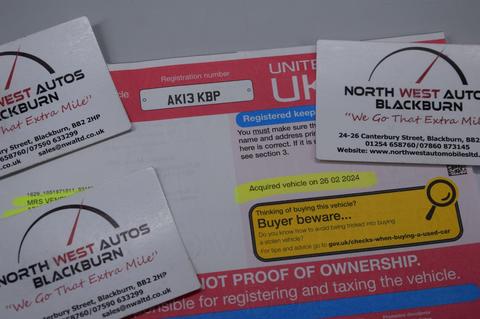 NORTH WEST AUTOS
BLACKBURN
That Extra Mile"
Street, Blackburn, BB2 2HP
658760/07590 633299
sales@nwaltd.co.uk
Registration number
AK13 KBP
UNITE
UK
Registered keep
You must make sure th
name and address prin
here is correct. If it is
see section 3.
NORTH WEST AUTOS
BLACKBURN
"We Go That Extra Mile"
24-26 Canterbury Street, Blackburn, BB2
01254 658760/07860 873145
Website: www.northwestautomobilesltd.
Acquired vehicle on 26 02 2024
Thinking of buying this vehicle?
Buyer beware...
Do you know how to avoid being tricked into buying
a stolen vehicle?
For tips and advice go to gov.uk/checks-when-buying-a-used-car
MRS
NORTH WEST AUTOS
BLACKBURN
"We Go That Extra Mile"
Street, Blackburn, BB2 2HP
07590 633299
nwaltd.co.uk
NOT PROOF OF OWNERSHIP.
for registering and taxing the vehicle.